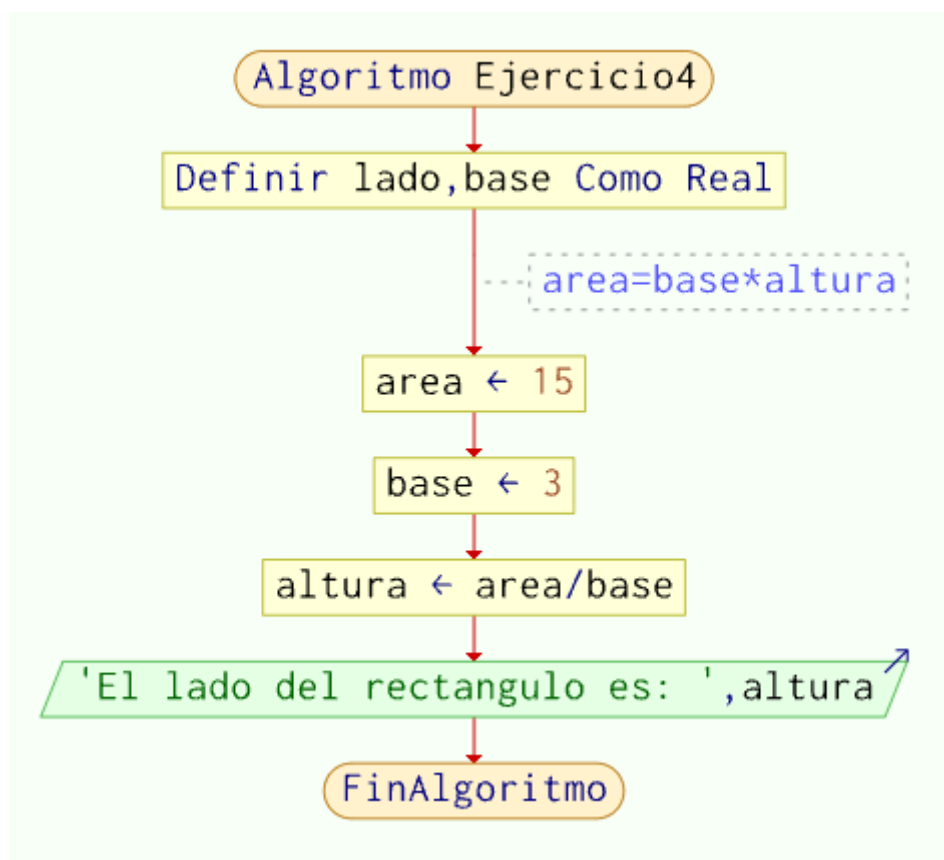 Algoritmo Ejercicio4
Definir lado,base Como Real
area=base*altura
area ← 15
base ← 3
altura ← area/base
'El lado del rectangulo es: ',altura
FinAlgoritmo